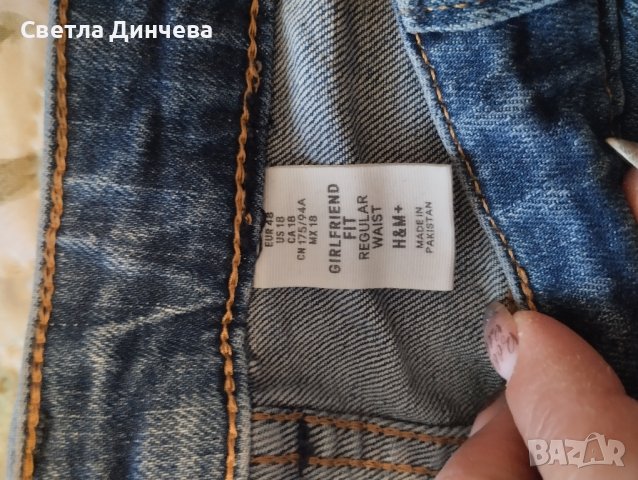 Светла Динчева
EUR 48
US 18
CA 18
CN 175/94A
MX 18
GIRLFRIEND
FIT
REGULAR
WAIST
H&M+
MADE IN
PAKISTAN
BAZAR